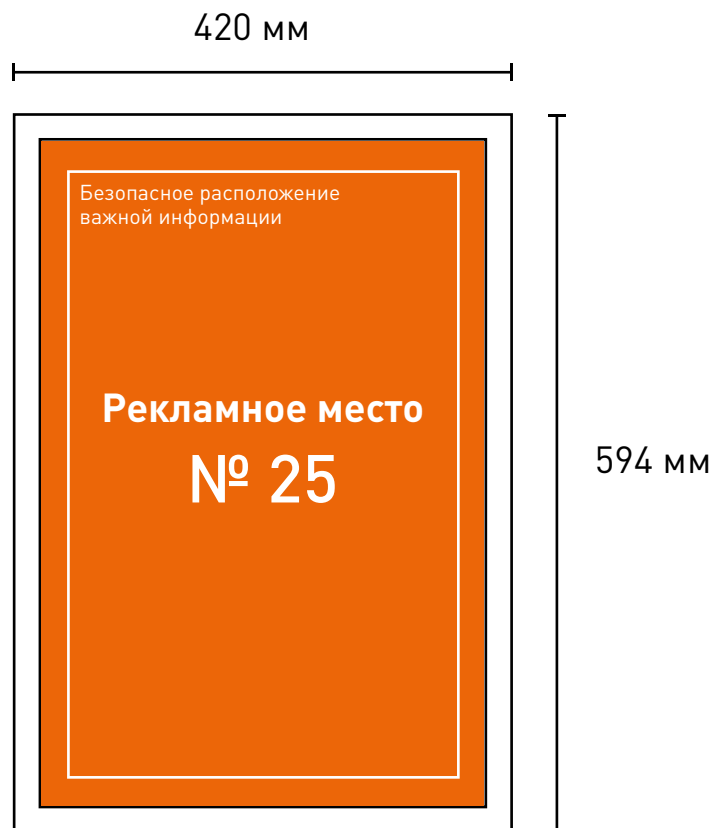 420 мм
Безопасное расположение
важной информации
Рекламное место
№ 25
594 мм